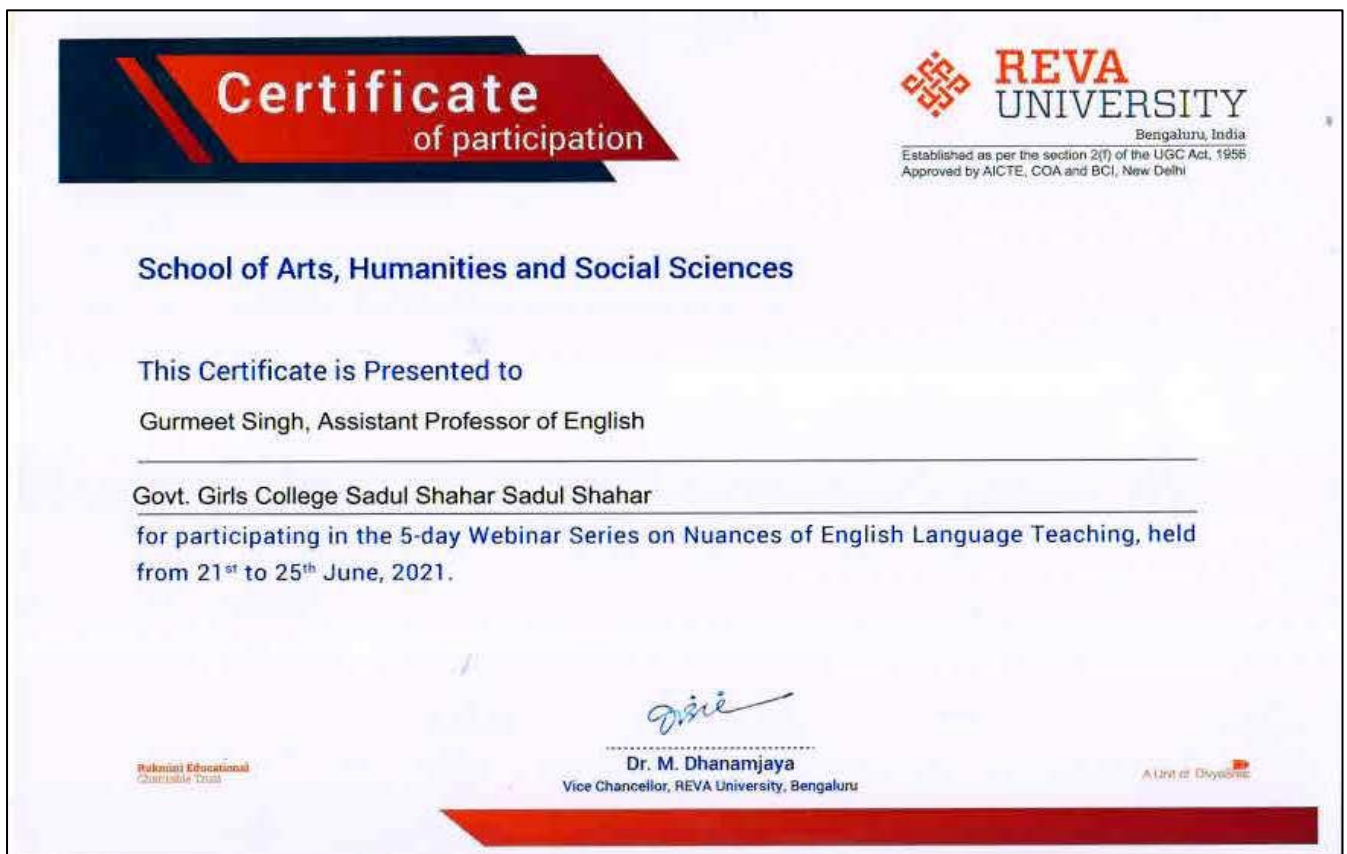 Certificate
of participation
REVA
UNIVERSITY
Bengaluru, India
Established as per the section 2(f) of the UGC Act, 1956
Approved by AICTE, COA and BCI, New Delhi
School of Arts, Humanities and Social Sciences
This Certificate is Presented to
Gurmeet Singh, Assistant Professor of English
Govt. Girls College Sadul Shahar Sadul Shahar
for participating in the 5-day Webinar Series on Nuances of English Language Teaching, held
from 21st to 25th June, 2021.
Dr. M. Dhanamjaya
Vice Chancellor, REVA University, Bengaluru
Rukmini Educational
Charitable Trust
A Unit of